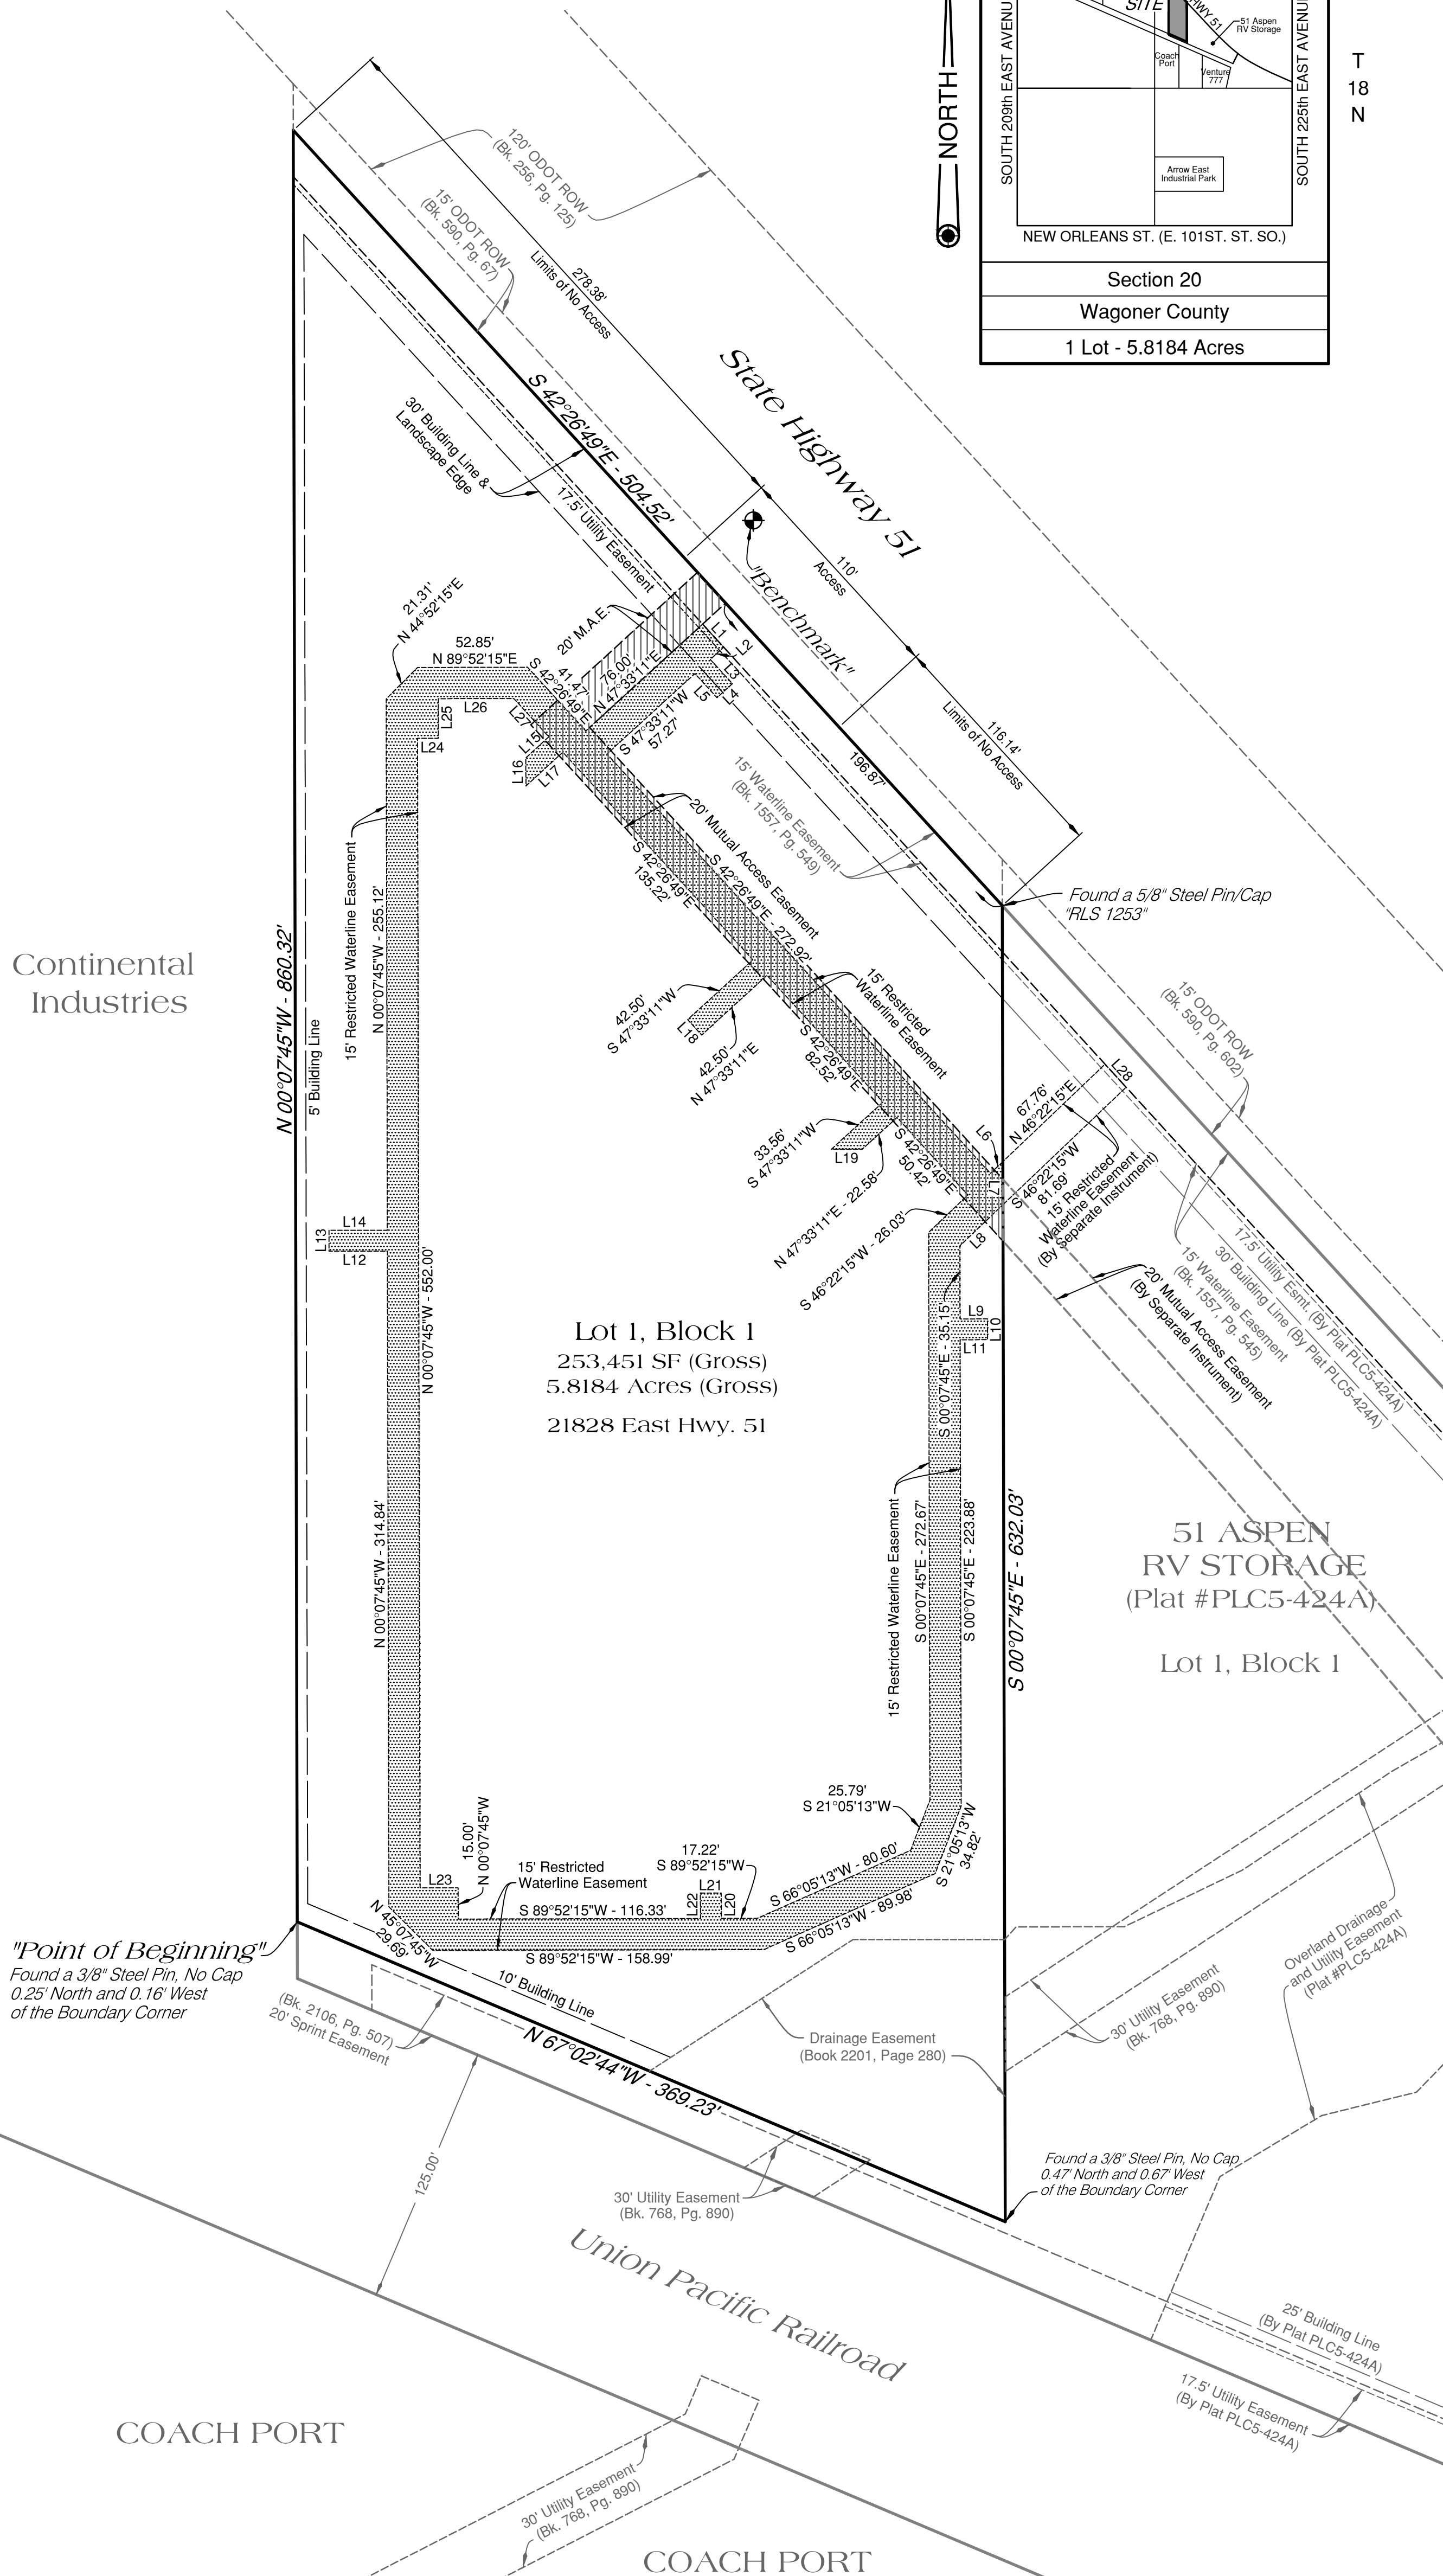 SITE
HWY 51
51 Aspen
RV Storage
Coach
Port
Venture
777
SOUTH 209th EAST AVENU
SOUTH 225th EAST AVENU
Arrow East
Industrial Park
NEW ORLEANS ST. (E. 101ST. ST. SO.)
Section 20
Wagoner County
1 Lot - 5.8184 Acres
T
18
N
NORTH
120' ODOT ROW
(Bk. 256, Pg. 125)
15' ODOT ROW
(Bk. 590, Pg. 67)
278.38'
Limits of No Access
State Highway 51
S 42°26'49"E - 504.52'
30' Building Line &
Landscape Edge
17.5' Utility Easement
"Benchmark"
110'
Access
116.14'
Limits of No Access
196.87'
21.31'
N 44°52'15"E
52.85'
N 89°52'15"E
S 42°26'49"E
41.47'
20' M.A.E.
76.00'
N 47°33'11"E
L1
L2
L3
L4
L5
S 47°33'11"W
57.27'
L25
L26
L27
L24
L15
L16
L17
15' Waterline Easement
(Bk. 1557, Pg. 549)
20' Mutual Access Easement
S 42°26'49"E - 272.92'
S 42°26'49"E
135.22'
Found a 5/8" Steel Pin/Cap
"RLS 1253"
15' Restricted Waterline Easement
N 00°07'45"W - 255.12'
Continental
Industries
N 00°07'45"W - 860.32'
5' Building Line
15' Restricted
Waterline Easement
42.50'
S 47°33'11"W
L18
42.50'
N 47°33'11"E
S 42°26'49"E
82.52'
15' ODOT ROW
(Bk. 590, Pg. 602)
33.56'
S 47°33'11"W
L19
N 47°33'11"E - 22.58'
S 42°26'49"E
50.42'
S 46°22'15"W - 26.03'
L6
L7
L8
67.76'
N 46°22'15"E
L28
S 46°22'15"W
81.69'
15' Restricted
Waterline Easement
(By Separate Instrument)
20' Mutual Access Easement
(By Separate Instrument)
17.5' Utility Esmt. (By Plat PLC5-424A)
30' Building Line (By Plat PLC5-424A)
15' Waterline Easement
(Bk. 1557, Pg. 545)
L14
L13
L12
N 00°07'45"W - 552.00'
L9
L10
L11
S 00°07'45"E - 35.15'
Lot 1, Block 1
253,451 SF (Gross)
5.8184 Acres (Gross)
21828 East Hwy. 51
N 00°07'45"W - 314.84'
15' Restricted Waterline Easement
S 00°07'45"E - 272.67'
S 00°07'45"E - 223.88'
S 00°07'45"E - 632.03'
51 ASPEN
RV STORAGE
(Plat #PLC5-424A)
Lot 1, Block 1
25.79'
S 21°05'13"W
S 21°05'13"W
34.82'
15.00'
N 00°07'45"W
L23
15' Restricted
Waterline Easement
17.22'
S 89°52'15"W
L21
L22
L20
S 89°52'15"W - 116.33'
S 66°05'13"W - 80.60'
S 66°05'13"W - 89.98'
S 89°52'15"W - 158.99'
N 45°07'45"W
29.69'
"Point of Beginning"
Found a 3/8" Steel Pin, No Cap
0.25' North and 0.16' West
of the Boundary Corner
10' Building Line
(Bk. 2106, Pg. 507)
20' Sprint Easement
N 67°02'44"W - 369.23'
Drainage Easement
(Book 2201, Page 280)
30' Utility Easement
(Bk. 768, Pg. 890)
Overland Drainage
and Utility Easement
(Plat #PLC5-424A)
125.00'
30' Utility Easement
(Bk. 768, Pg. 890)
Found a 3/8" Steel Pin, No Cap
0.47' North and 0.67' West
of the Boundary Corner
Union Pacific Railroad
25' Building Line
(By Plat PLC5-424A)
17.5' Utility Easement
(By Plat PLC5-424A)
COACH PORT
30' Utility Easement
(Bk. 768, Pg. 890)
COACH PORT